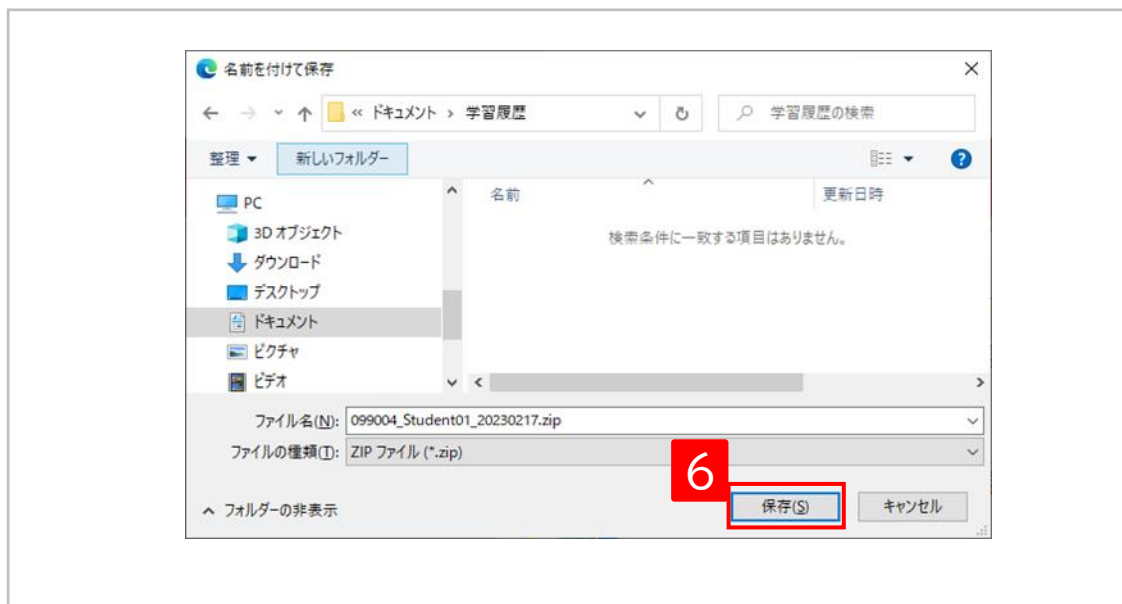 名前を付けて保存
« ドキュメント › 学習履歴
学習履歴の検索
整理
新しいフォルダー
名前
更新日時
検索条件に一致する項目はありません。
PC
3D オブジェクト
ダウンロード
デスクトップ
ドキュメント
ピクチャ
ビデオ
ファイル名(N): 099004_Student01_20230217.zip
ファイルの種類(T): ZIP ファイル (*.zip)
6
フォルダーの非表示
保存(S)
キャンセル